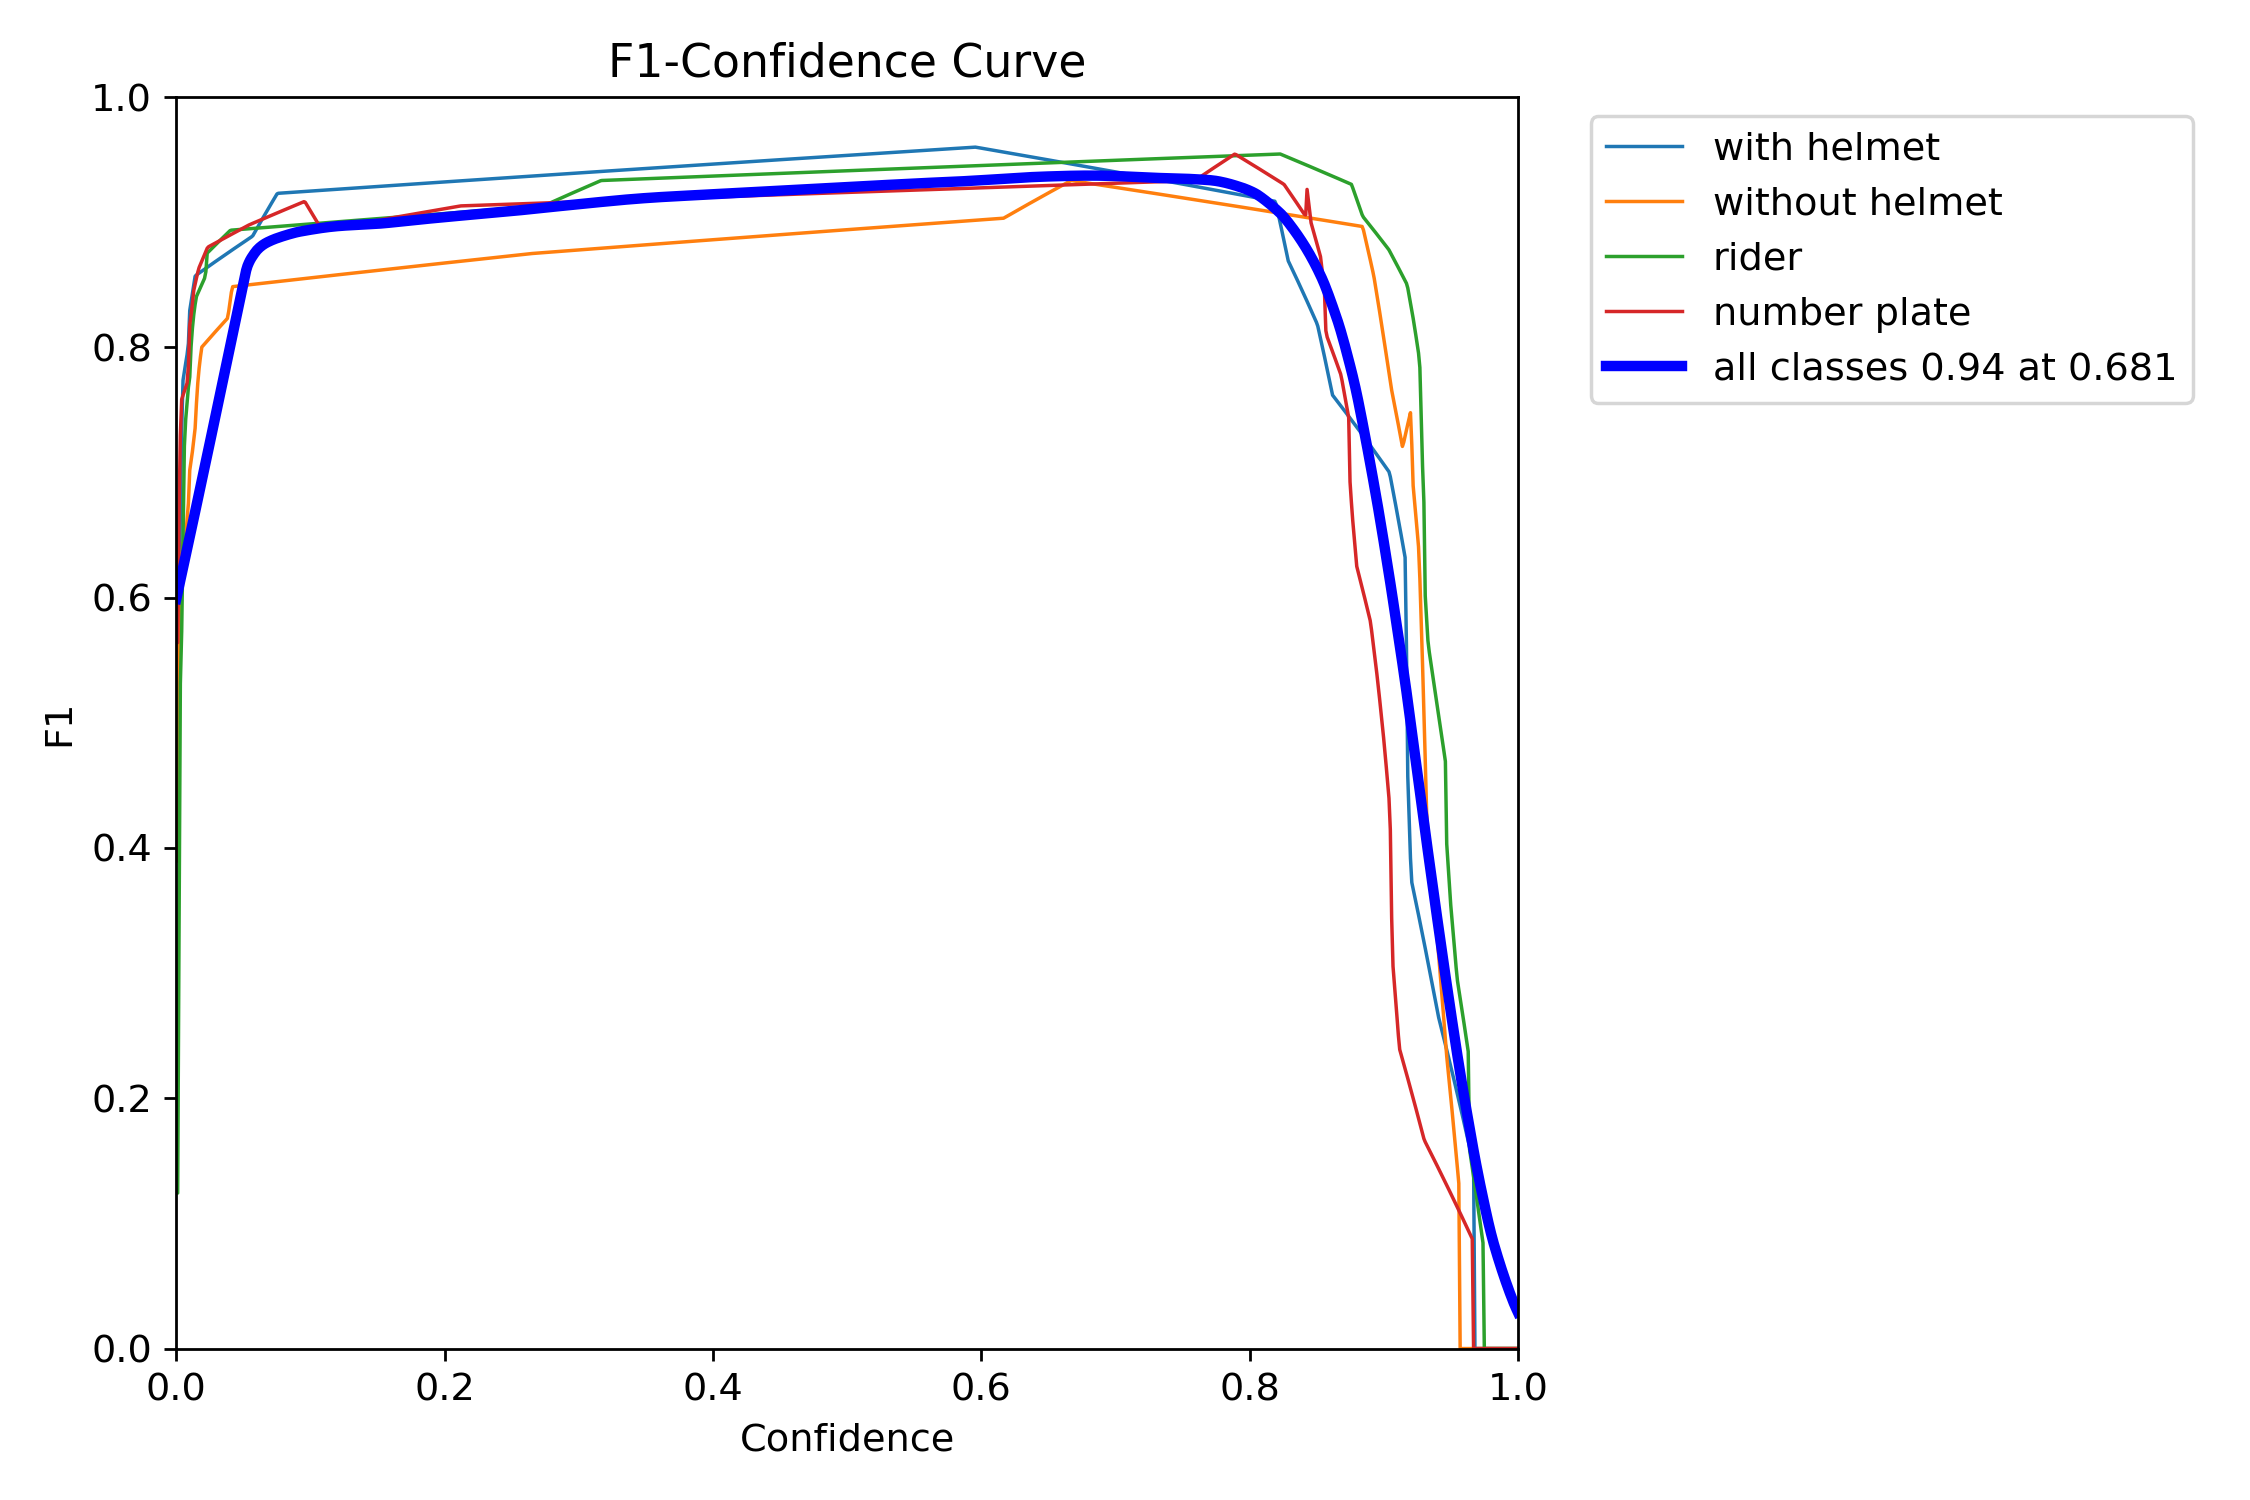 F1-Confidence Curve
1.0
0.8
0.6
0.4
0.2
0.0
F1
0.0 0.2 0.4 0.6 0.8 1.0
Confidence
with helmet
without helmet
rider
number plate
all classes 0.94 at 0.681